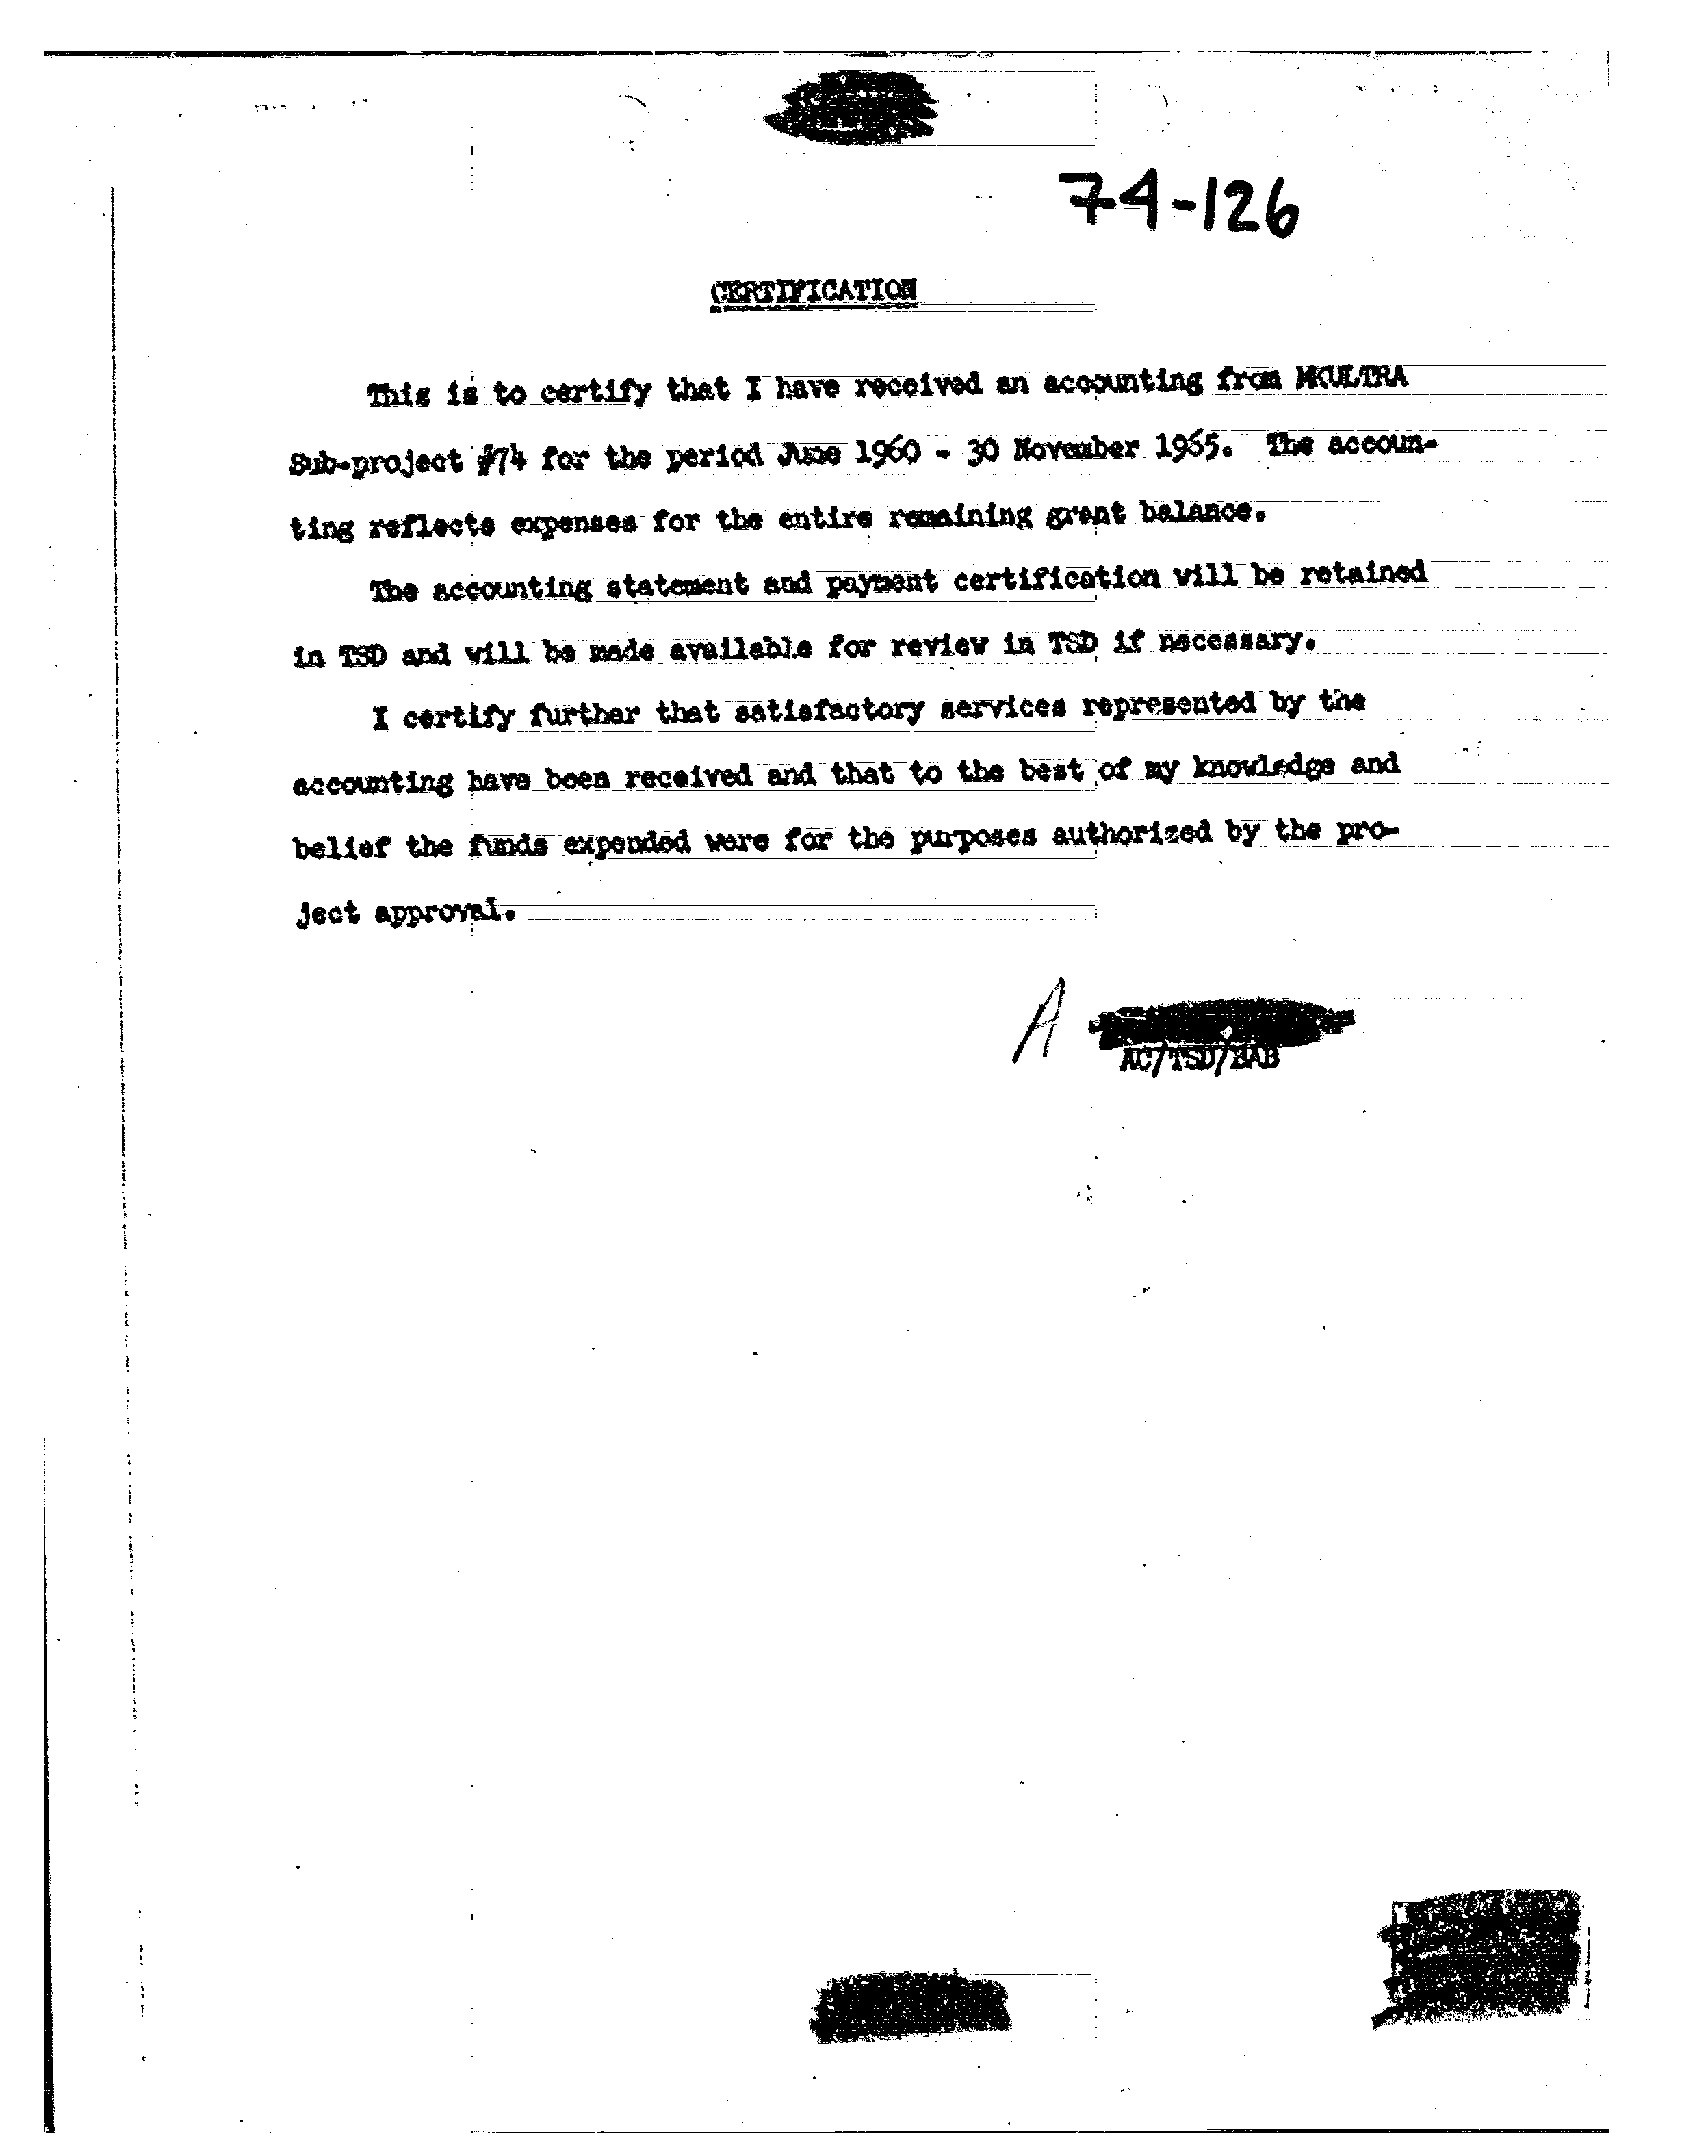 74-126
CERTIFICATION
This is to certify that I have received an accounting from MKULTRA
Sub-project #74 for the period June 1960 - 30 November 1965. The accoun-
ting reflects expenses for the entire remaining grant balance.
The accounting statement and payment certification will be retained
in TSD and will be made available for review in TSD if necessary.
I certify further that satisfactory services represented by the
accounting have been received and that to the best of my knowledge and
belief the funds expended were for the purposes authorized by the pro-
ject approval.
A
AC/TSD/BAB